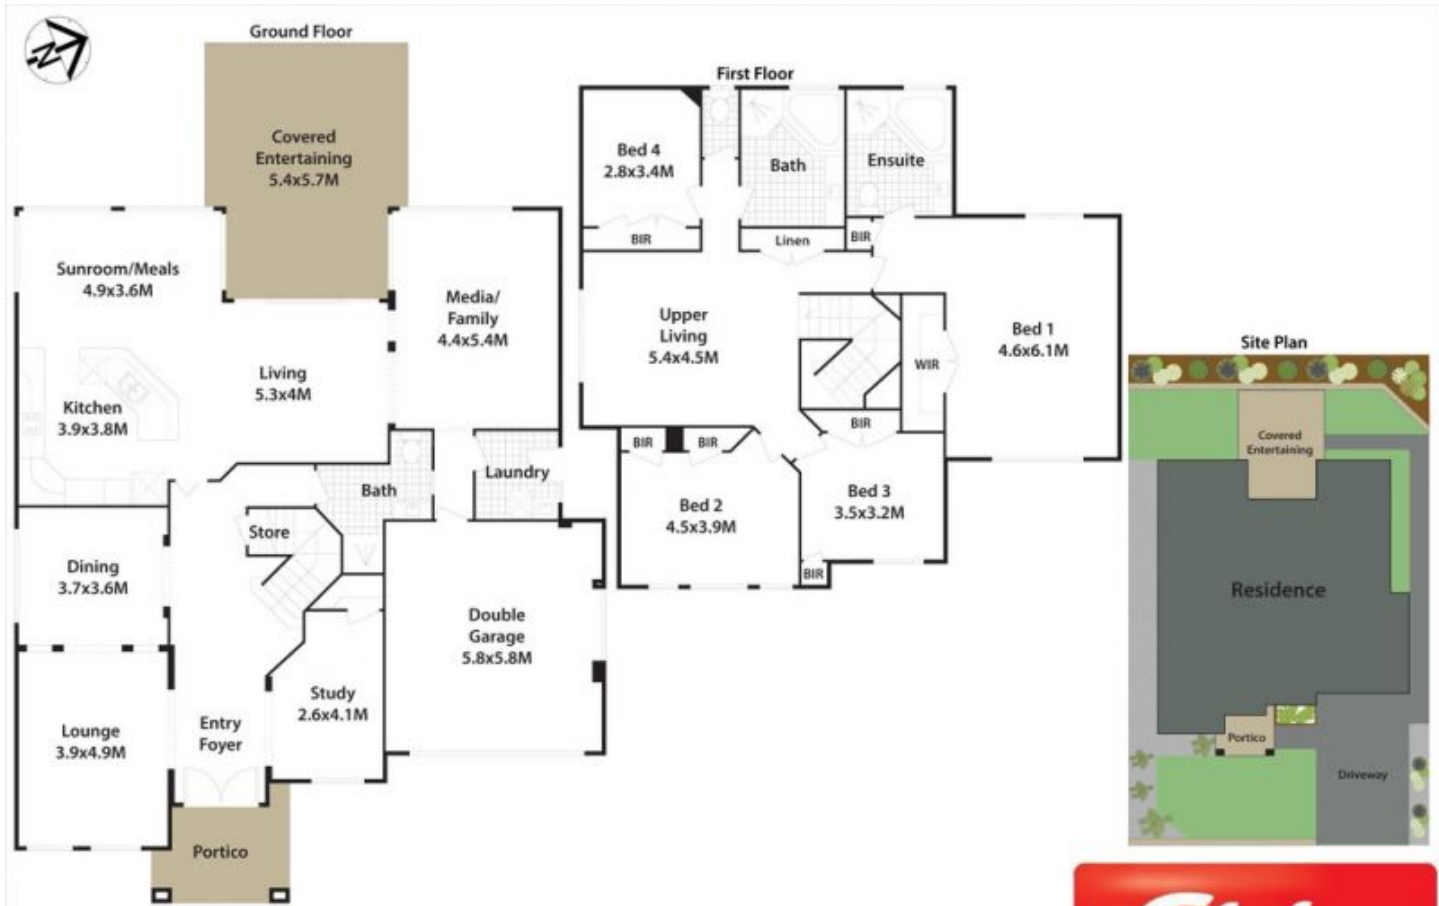 N
Ground Floor
Covered
Entertaining
5.4x5.7M
Sunroom/Meals
4.9x3.6M
Media/
Family
4.4x5.4M
Living
5.3x4M
Kitchen
3.9x3.8M
Laundry
Bath
Store
Dining
3.7x3.6M
Double
Garage
5.8x5.8M
Study
2.6x4.1M
Lounge
3.9x4.9M
Entry
Foyer
Portico
First Floor
Bed 4
2.8x3.4M
Bath
Ensuite
BIR
Linen
BIR
Upper
Living
5.4x4.5M
Bed 1
4.6x6.1M
WIR
BIR
BIR
BIR
Bed 2
4.5x3.9M
Bed 3
3.5x3.2M
BIR
Site Plan
Covered
Entertaining
Residence
Portico
Driveway